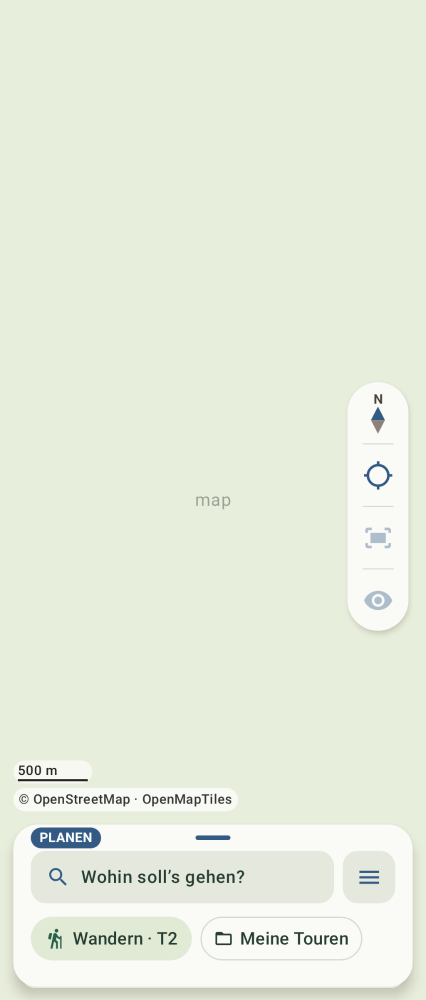 N
map
500 m
© OpenStreetMap · OpenMapTiles
PLANEN
Wohin soll’s gehen?
Wandern · T2
Meine Touren